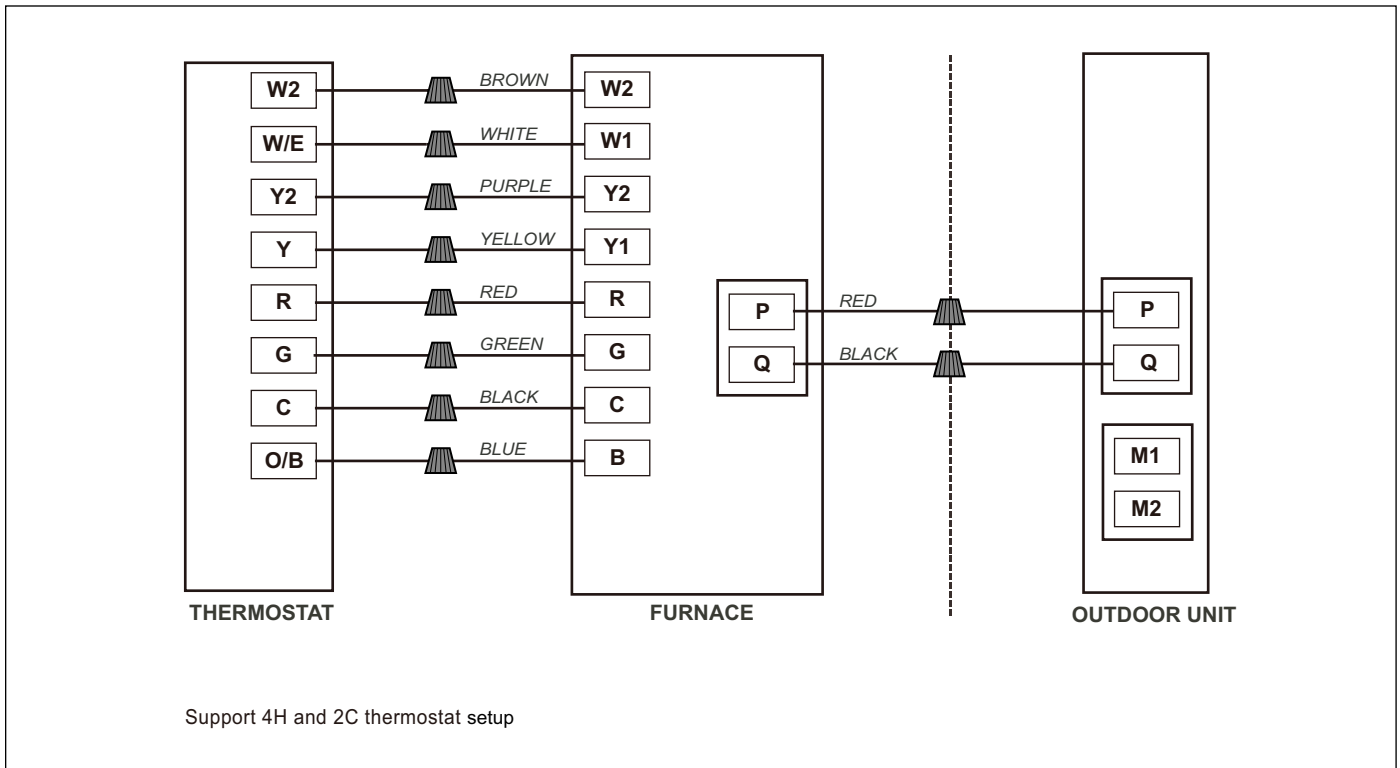 W2 BROWN W2
W/E WHITE W1
Y2 PURPLE Y2
Y YELLOW Y1
R RED R P RED P
G GREEN G Q BLACK Q
C BLACK C
O/B BLUE B M1
M2
THERMOSTAT FURNACE OUTDOOR UNIT
Support 4H and 2C thermostat setup